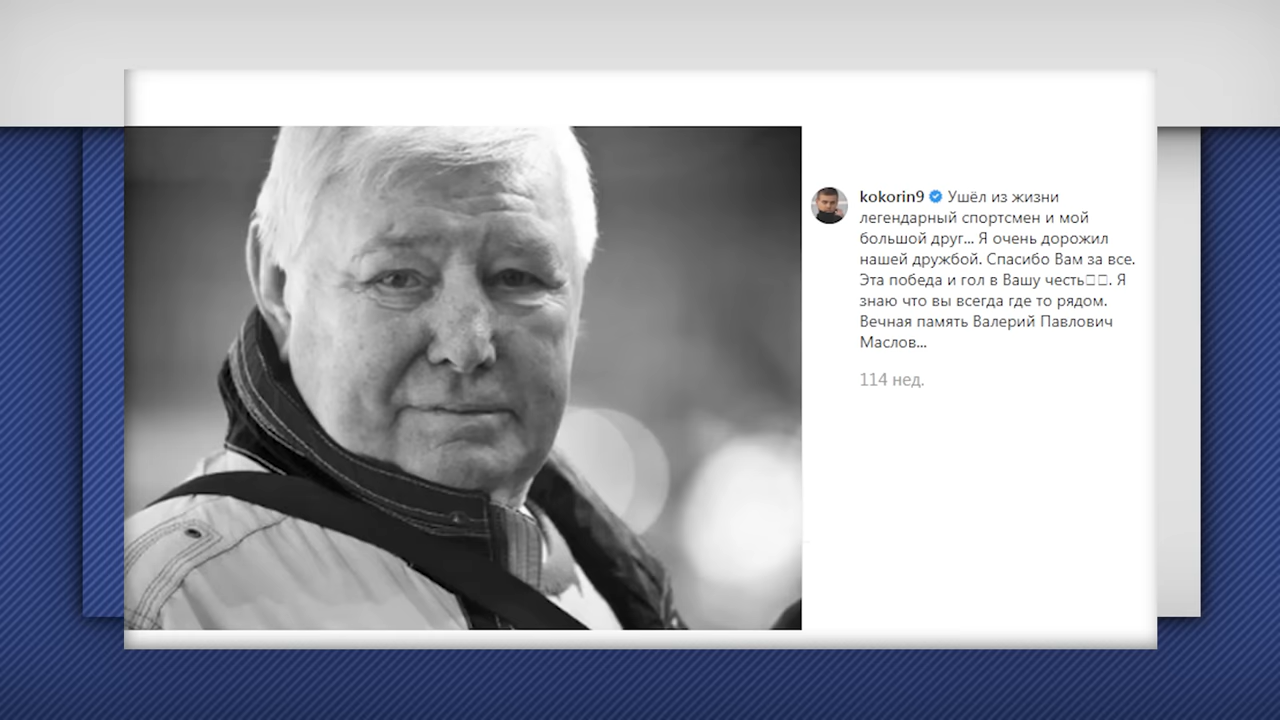 kokorin9 Ушёл из жизни
легендарный спортсмен и мой
большой друг... Я очень дорожил
нашей дружбой. Спасибо Вам за все.
Эта победа и гол в Вашу честь□□. Я
знаю что вы всегда где то рядом.
Вечная память Валерий Павлович
Маслов...
114 нед.